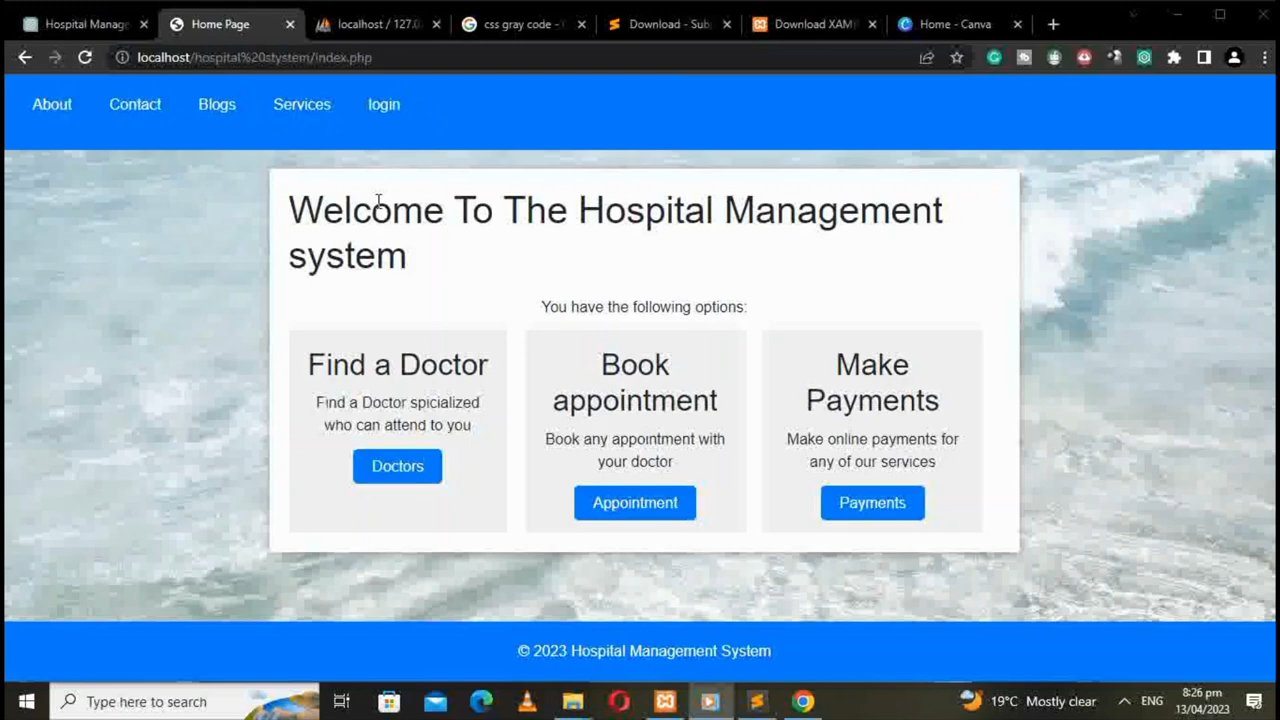 Hospital Manage
Home Page
localhost / 127.0
css gray code -
Download - Sub
Download XAM
Home - Canva
localhost/hospital%20stystem/index.php
About
Contact
Blogs
Services
login
Welcome To The Hospital Management
system
You have the following options:
Find a Doctor
Find a Doctor spicialized
who can attend to you
Doctors
Book
appointment
Book any appointment with
your doctor
Appointment
Make
Payments
Make online payments for
any of our services
Payments
© 2023 Hospital Management System
Type here to search
19°C Mostly clear
ENG
8:26 pm
13/04/2023